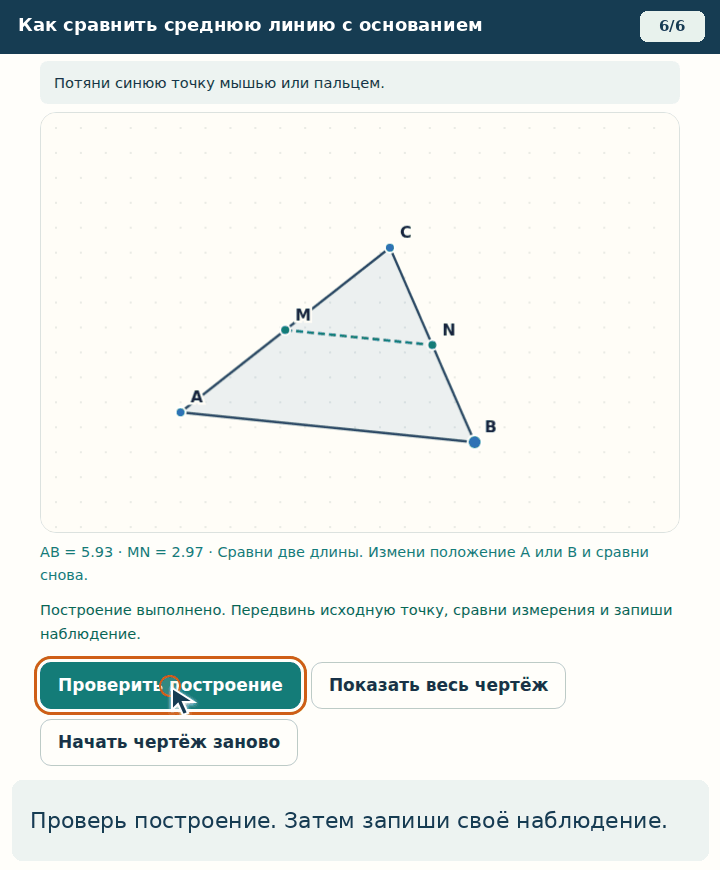 Как сравнить среднюю линию с основанием
6/6
Потяни синюю точку мышью или пальцем.
C
M
N
A
B
AB = 5.93 · MN = 2.97 · Сравни две длины. Измени положение A или B и сравни
снова.
Построение выполнено. Передвинь исходную точку, сравни измерения и запиши
наблюдение.
Проверить построение
Показать весь чертёж
Начать чертёж заново
Проверь построение. Затем запиши своё наблюдение.